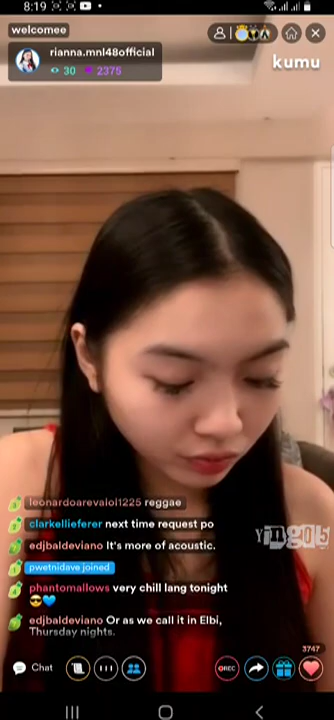 8:19
welcomee
rianna.mnl48official
30 2375
kumu
leonardoarevalol1225 reggae
clarkellieferer next time request po
edjbaldeviano It's more of acoustic.
pwetnidave joined
phantomallows very chill lang tonight
😎💙
edjbaldeviano Or as we call it in Elbi,
Thursday nights.
Yingo5
3747
Chat
REC